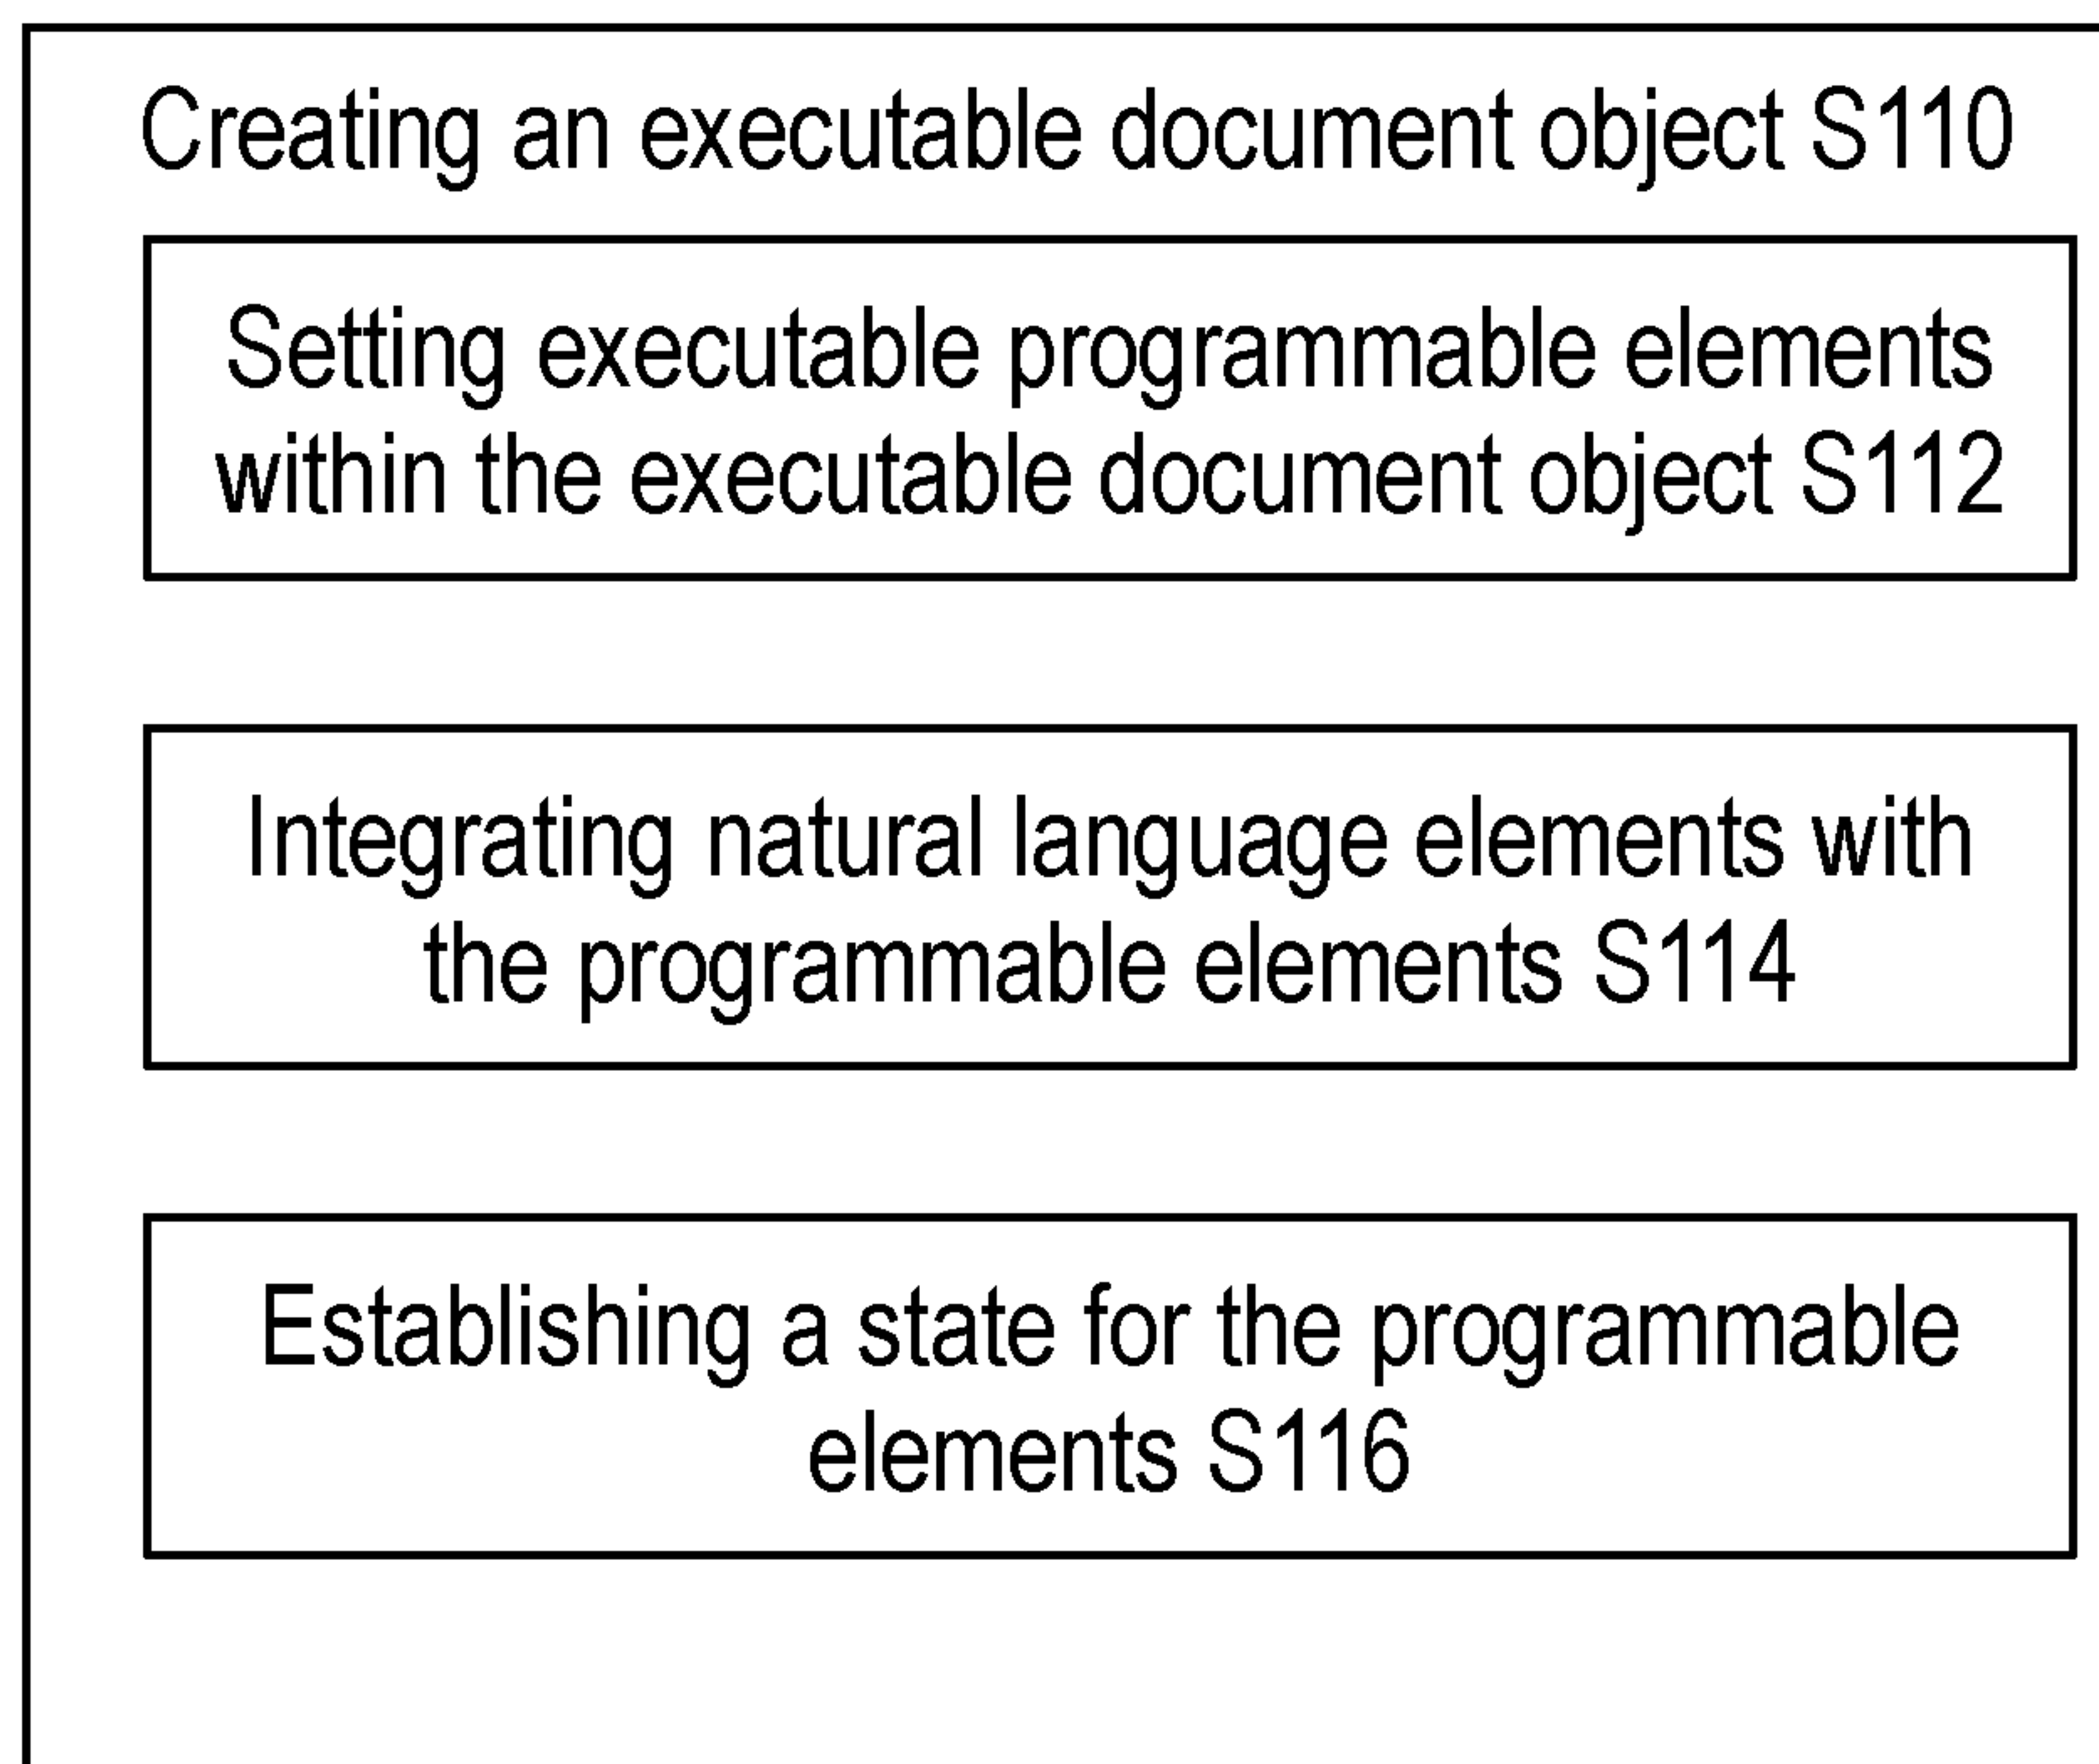 Creating an executable document object S110
Setting executable programmable elements
within the executable document object S112
Integrating natural language elements with
the programmable elements S114
Establishing a state for the programmable
elements S116